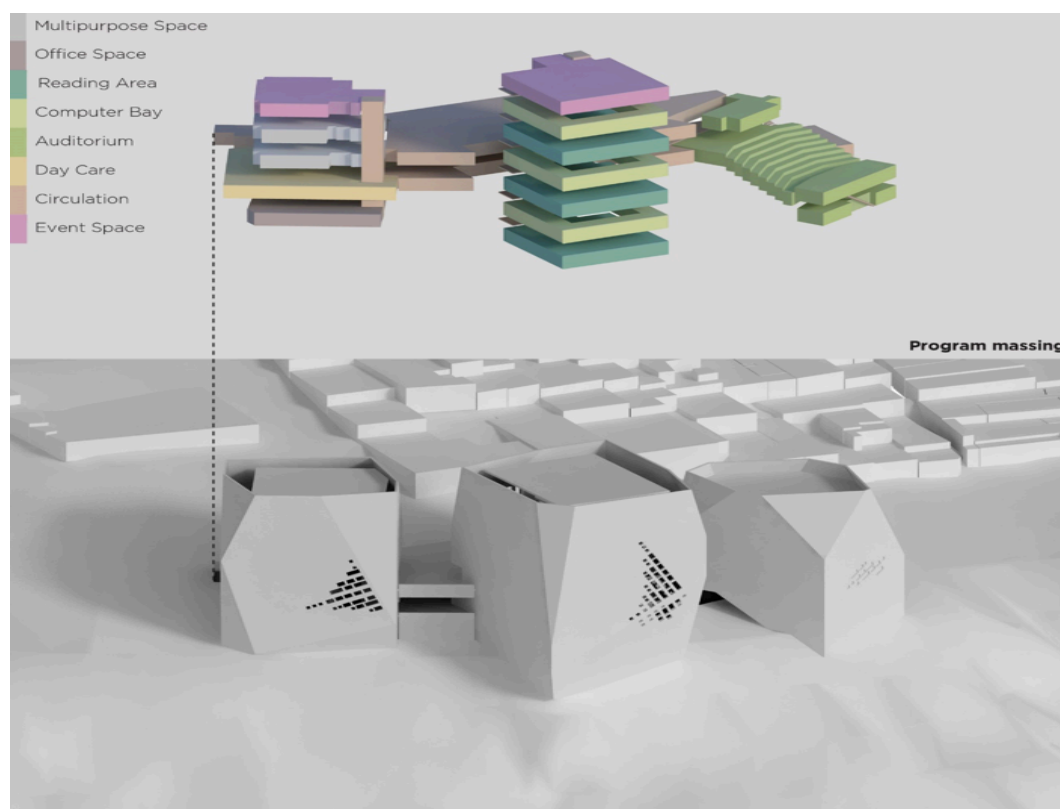 Multipurpose Space
Office Space
Reading Area
Computer Bay
Auditorium
Day Care
Circulation
Event Space
Program massing